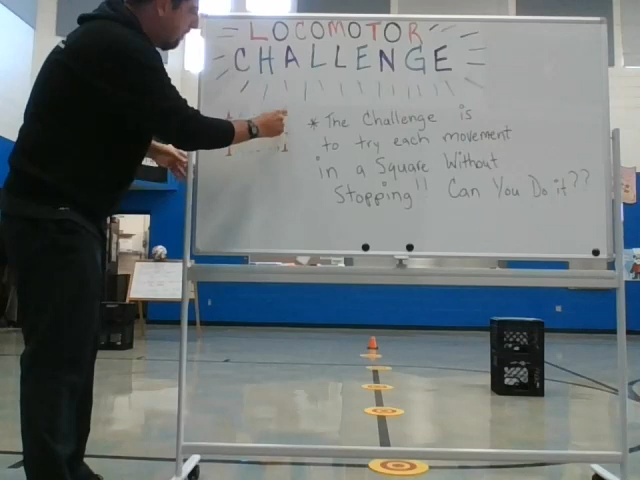 LOCOMOTOR
CHALLENGE
* The Challenge is
to try each movement
in a Square Without
Stopping!! Can You Do it??